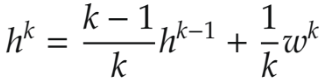 h^k = \frac{k-1}{k} h^{k-1} + \frac{1}{k} w^k